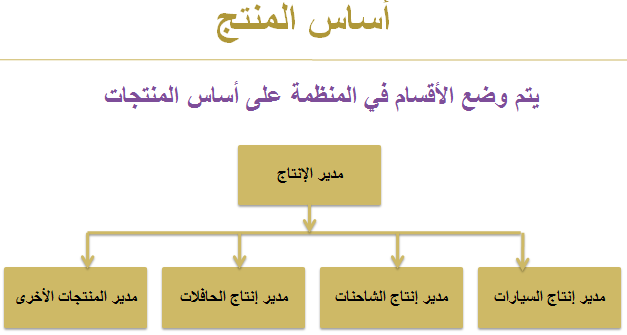 أساس المنتج
يتم وضع الأقسام في المنظمة على أساس المنتجات
مدير الإنتاج
مدير إنتاج السيارات
مدير إنتاج الشاحنات
مدير إنتاج الحافلات
مدير المنتجات الأخرى